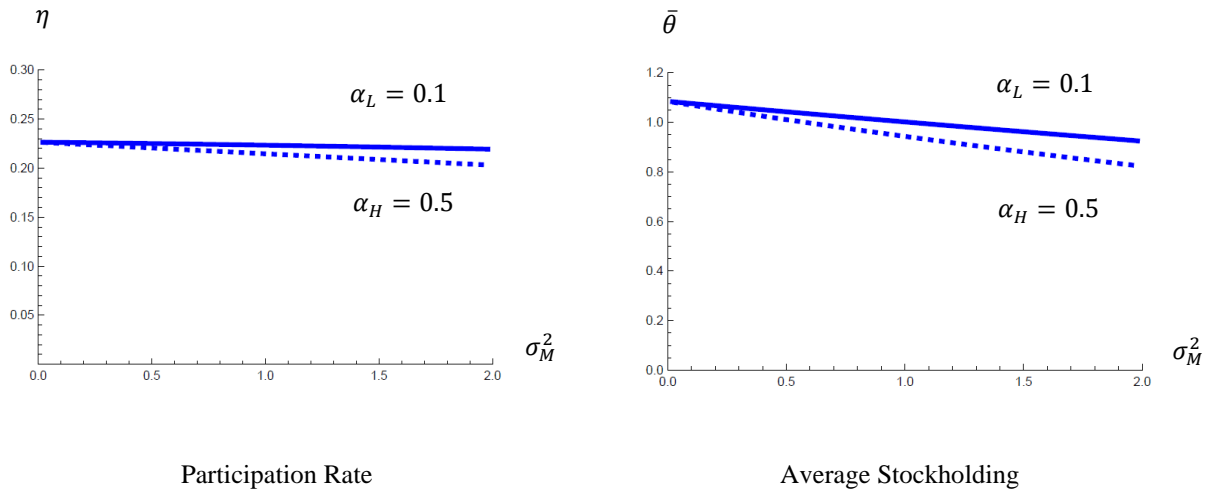 η
0.30
0.25
0.20
0.15
0.10
0.05
0.0 0.5 1.0 1.5 2.0
α_L = 0.1
α_H = 0.5
σ_M^2
Participation Rate
θ̄
1.2
1.0
0.8
0.6
0.4
0.2
0.0
0.0 0.5 1.0 1.5 2.0
α_L = 0.1
α_H = 0.5
σ_M^2
Average Stockholding